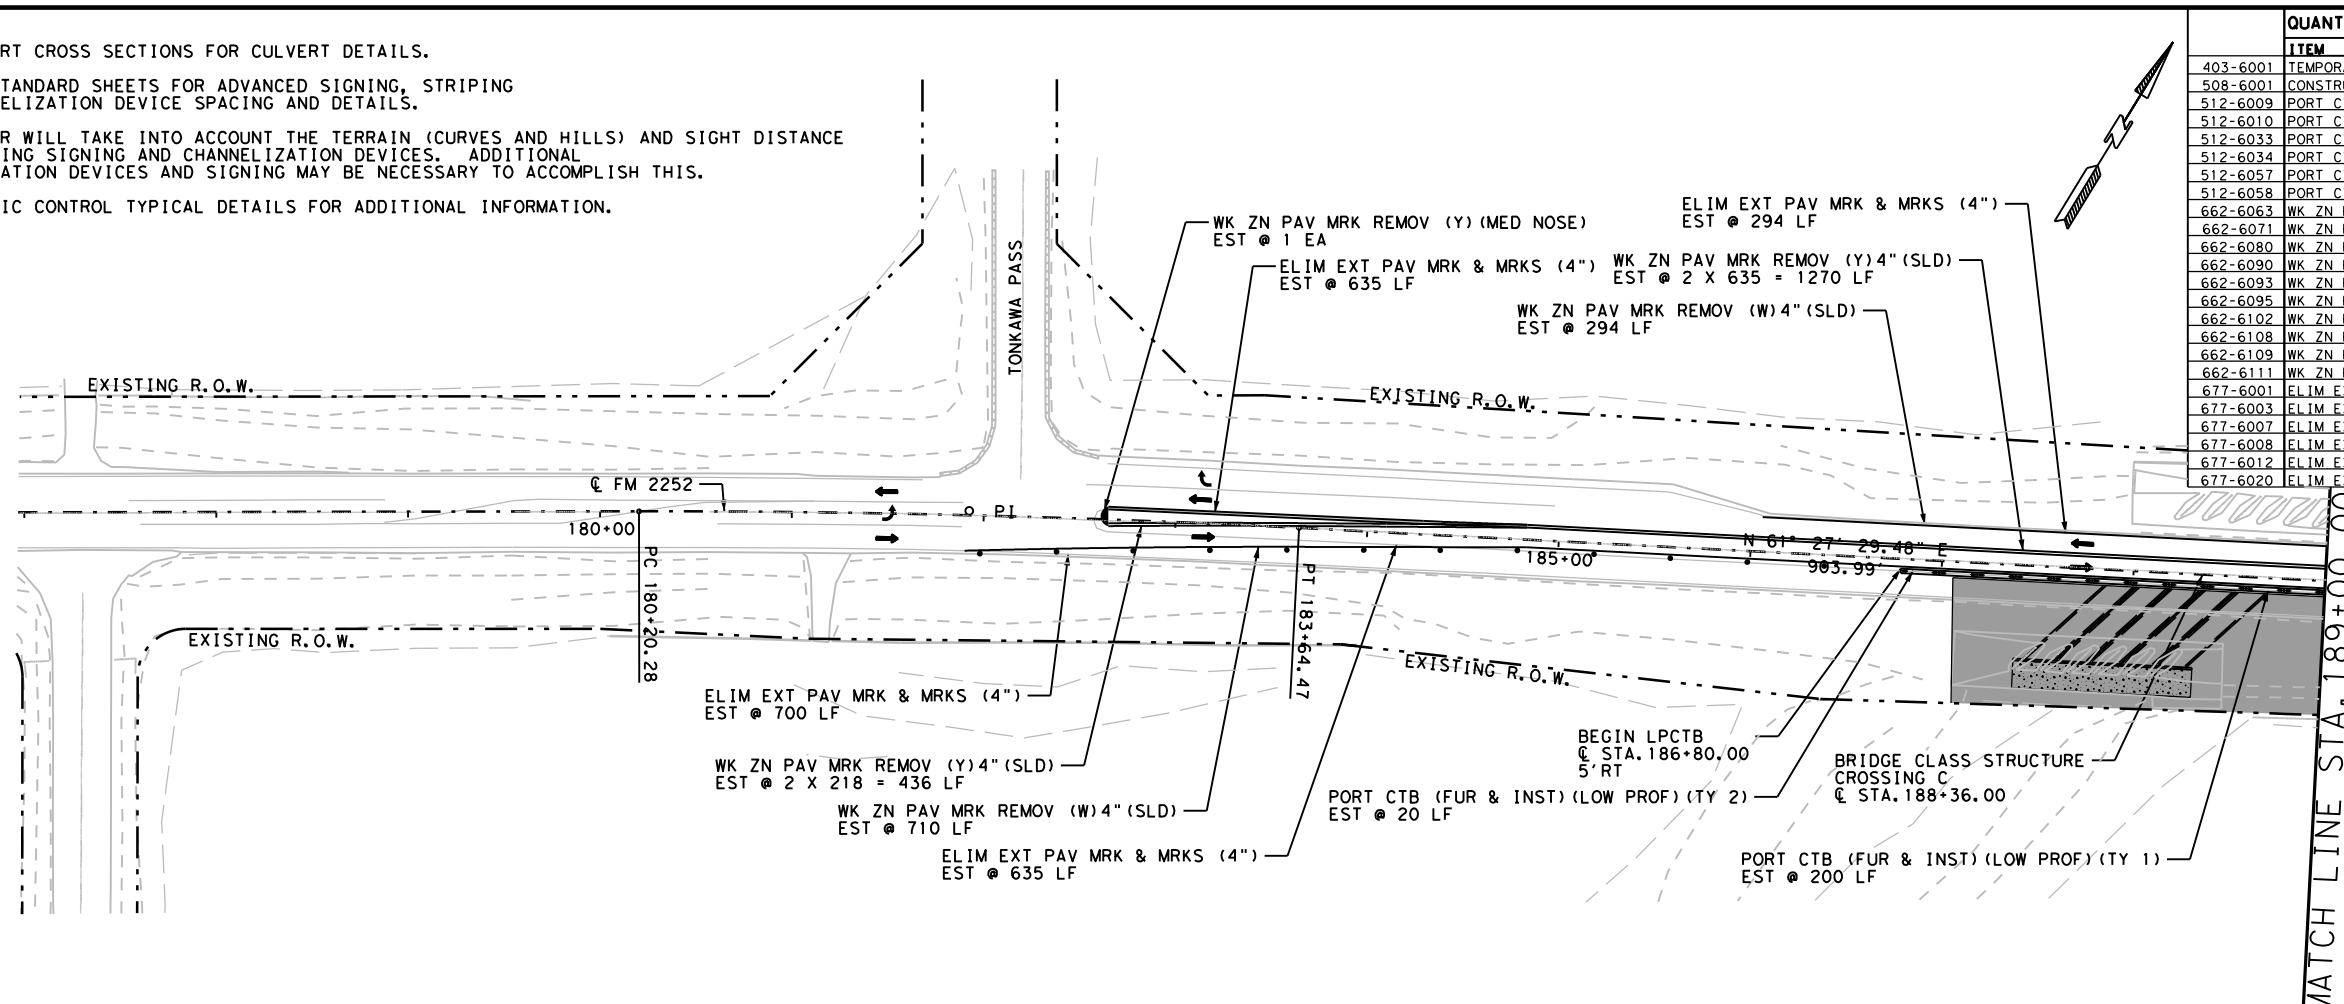 RT CROSS SECTIONS FOR CULVERT DETAILS.
TANDARD SHEETS FOR ADVANCED SIGNING, STRIPING
ELIZATION DEVICE SPACING AND DETAILS.
R WILL TAKE INTO ACCOUNT THE TERRAIN (CURVES AND HILLS) AND SIGHT DISTANCE
ING SIGNING AND CHANNELIZATION DEVICES. ADDITIONAL
ATION DEVICES AND SIGNING MAY BE NECESSARY TO ACCOMPLISH THIS.
IC CONTROL TYPICAL DETAILS FOR ADDITIONAL INFORMATION.
QUANT
ITEM
403-6001 TEMPOR
508-6001 CONSTR
512-6009 PORT C
512-6010 PORT C
512-6033 PORT C
512-6034 PORT C
512-6057 PORT C
512-6058 PORT C
662-6063 WK ZN
662-6071 WK ZN
662-6080 WK ZN
662-6090 WK ZN
662-6093 WK ZN
662-6095 WK ZN
662-6102 WK ZN
662-6108 WK ZN
662-6109 WK ZN
662-6111 WK ZN
677-6001 ELIM E
677-6003 ELIM E
677-6007 ELIM E
677-6008 ELIM E
677-6012 ELIM E
677-6020 ELIM E
TONKAWA PASS
WK ZN PAV MRK REMOV (Y)(MED NOSE)
EST @ 1 EA
ELIM EXT PAV MRK & MRKS (4")
EST @ 635 LF
ELIM EXT PAV MRK & MRKS (4")
EST @ 294 LF
WK ZN PAV MRK REMOV (Y)4"(SLD)
EST @ 2 X 635 = 1270 LF
WK ZN PAV MRK REMOV (W)4"(SLD)
EST @ 294 LF
EXISTING R.O.W.
EXISTING R.O.W.
℄ FM 2252
PI
180+00
PC 180+20.28
PT 183+64.47
185+00
N 61° 27' 29.48" E
903.99'
EXISTING R.O.W.
EXISTING R.O.W.
ELIM EXT PAV MRK & MRKS (4")
EST @ 700 LF
WK ZN PAV MRK REMOV (Y)4"(SLD)
EST @ 2 X 218 = 436 LF
WK ZN PAV MRK REMOV (W)4"(SLD)
EST @ 710 LF
ELIM EXT PAV MRK & MRKS (4")
EST @ 635 LF
BEGIN LPCTB
℄ STA.186+80.00
5'RT
PORT CTB (FUR & INST)(LOW PROF)(TY 2)
EST @ 20 LF
BRIDGE CLASS STRUCTURE
CROSSING C
℄ STA.188+36.00
PORT CTB (FUR & INST)(LOW PROF)(TY 1)
EST @ 200 LF
MATCH LINE STA. 189+00.00